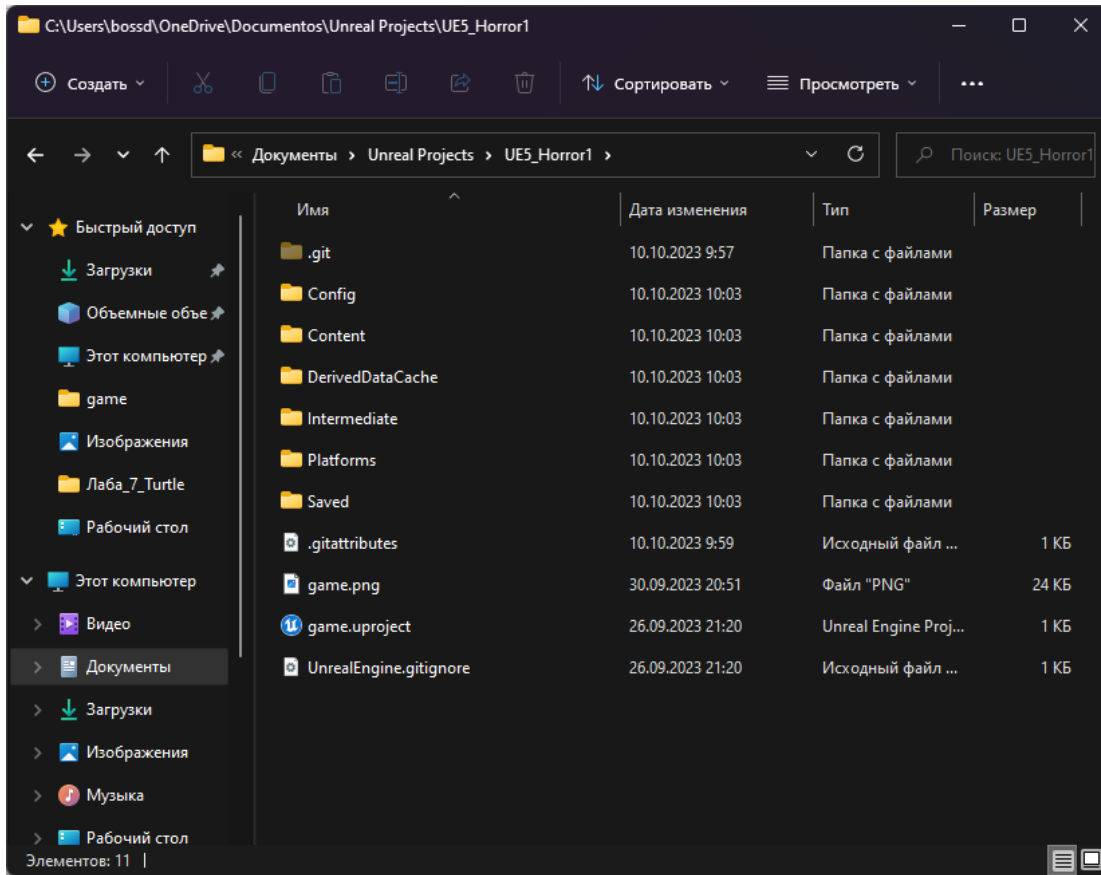 C:\Users\bossd\OneDrive\Documentos\Unreal Projects\UE5_Horror1
Создать Сортировать Просмотреть
« Документы › Unreal Projects › UE5_Horror1 › Поиск: UE5_Horror1
Имя Дата изменения Тип Размер
Быстрый доступ
Загрузки
Объемные объе
Этот компьютер
game
Изображения
Лаба_7_Turtle
Рабочий стол
Этот компьютер
Видео
Документы
Загрузки
Изображения
Музыка
Рабочий стол
.git 10.10.2023 9:57 Папка с файлами
Config 10.10.2023 10:03 Папка с файлами
Content 10.10.2023 10:03 Папка с файлами
DerivedDataCache 10.10.2023 10:03 Папка с файлами
Intermediate 10.10.2023 10:03 Папка с файлами
Platforms 10.10.2023 10:03 Папка с файлами
Saved 10.10.2023 10:03 Папка с файлами
.gitattributes 10.10.2023 9:59 Исходный файл ... 1 КБ
game.png 30.09.2023 20:51 Файл "PNG" 24 КБ
game.uproject 26.09.2023 21:20 Unreal Engine Proj... 1 КБ
UnrealEngine.gitignore 26.09.2023 21:20 Исходный файл ... 1 КБ
Элементов: 11